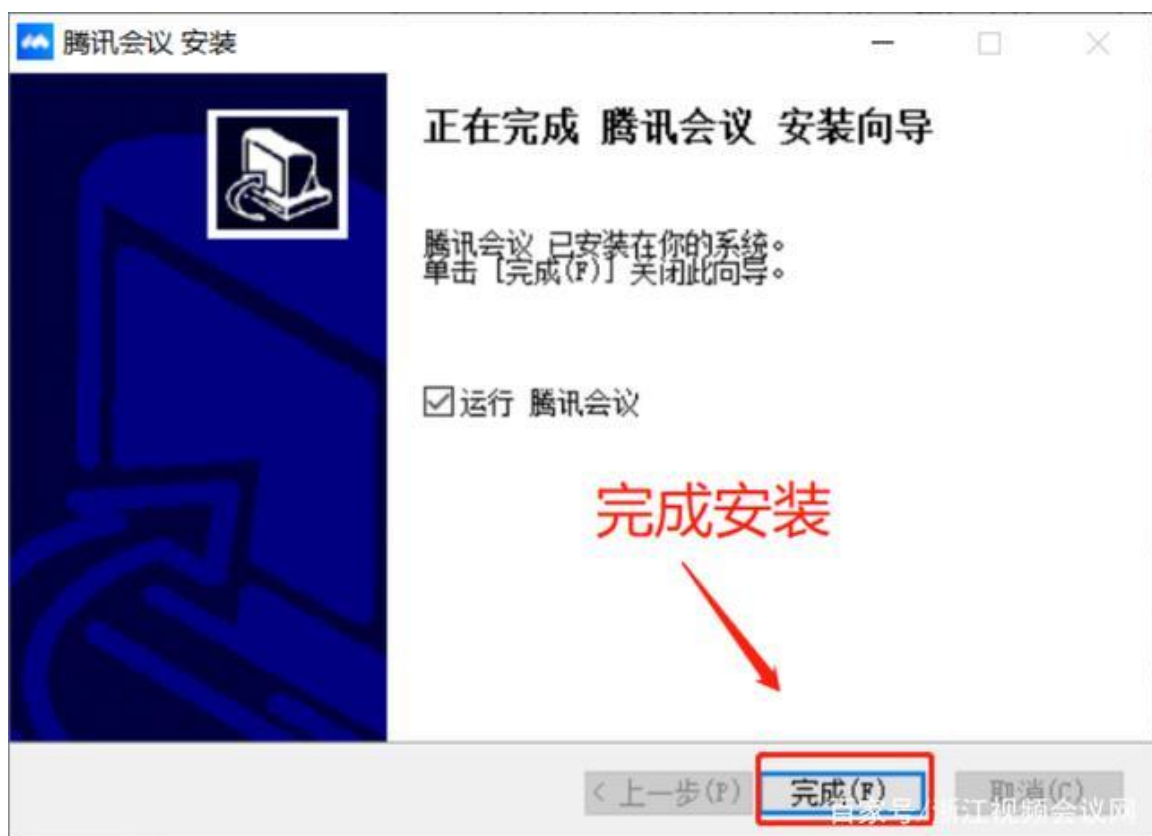 腾讯会议 安装
正在完成 腾讯会议 安装向导
腾讯会议 已安装在你的系统。
单击 [完成(F)] 关闭此向导。
运行 腾讯会议
完成安装
< 上一步(P)
完成(F)
取消(C)
百家号/浙江视频会议网